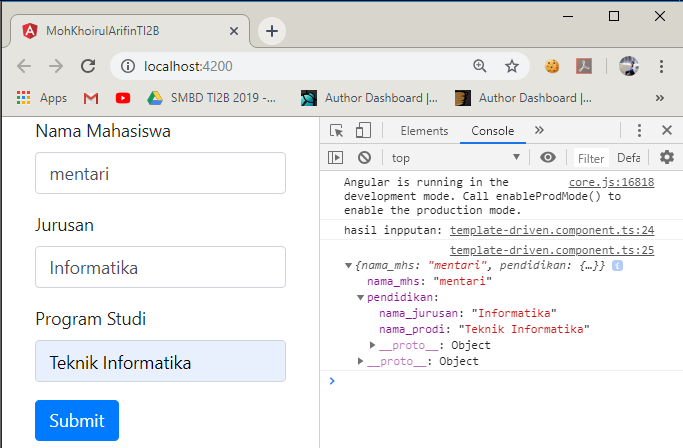 MohKhoirulArifinTI2B
localhost:4200
Apps
SMBD TI2B 2019 -...
Author Dashboard |...
Author Dashboard |...
»
Nama Mahasiswa
mentari
Jurusan
Informatika
Program Studi
Teknik Informatika
Submit
Elements
Console
»
top
Filter
Defa
Angular is running in the core.js:16818
development mode. Call enableProdMode() to
enable the production mode.
hasil inpputan: template-driven.component.ts:24
template-driven.component.ts:25
{nama_mhs: "mentari", pendidikan: {…}}
nama_mhs: "mentari"
pendidikan:
nama_jurusan: "Informatika"
nama_prodi: "Teknik Informatika"
__proto__: Object
__proto__: Object